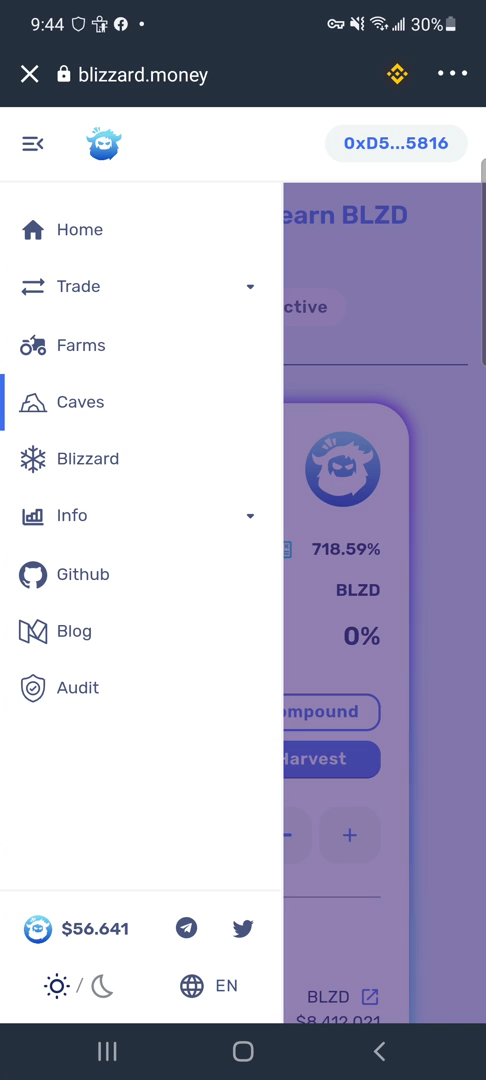 9:44
30%
blizzard.money
0xD5...5816
Home
earn BLZD
Trade
ctive
Farms
Caves
Blizzard
Info
718.59%
Github
BLZD
Blog
0%
Audit
ompound
Harvest
$56.641
EN
BLZD
$8,412,021